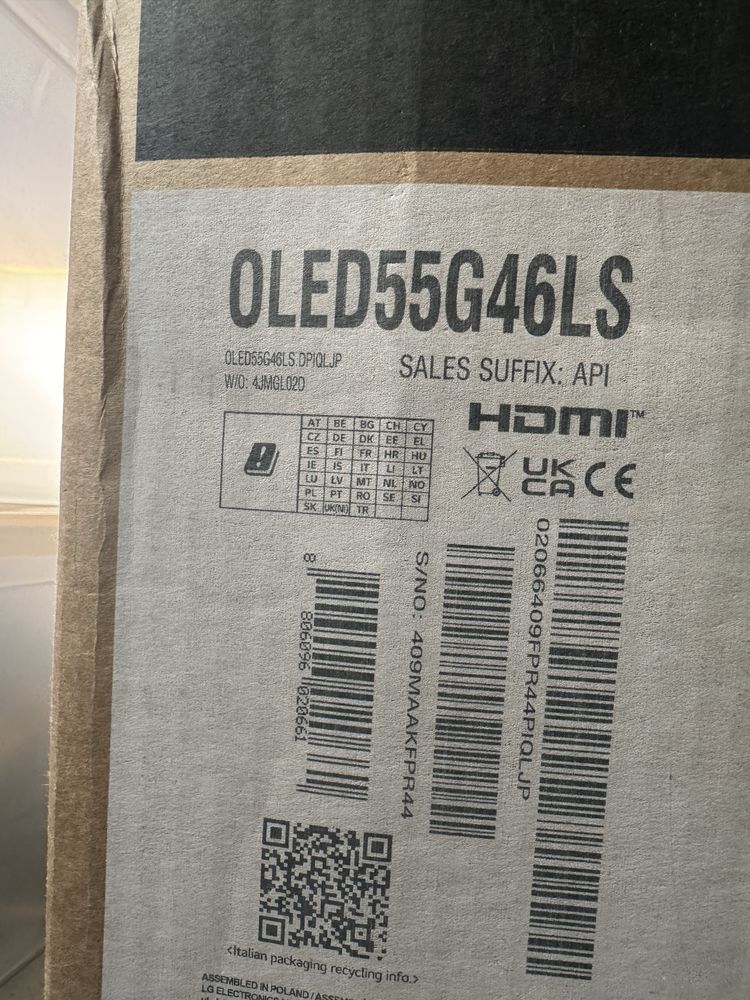 OLED55G46LS
OLED55G46LS.DPIQLJP
SALES SUFFIX: API
W/O: 4JMGL02D
HDMI™
AT BE BG CH CY
CZ DE DK EE EL
ES FI FR HR HU
IE IS IT LI LT
LU LV MT NL NO
PL PT RO SE SI
SK UK(NI) TR
UK
CA
CE
8 806096 020661
S/NO: 409MAAKFPR44
02066409FPR44PIQLJP
<Italian packaging recycling info.>
ASSEMBLED IN POLAND
LG ELECTRONICS